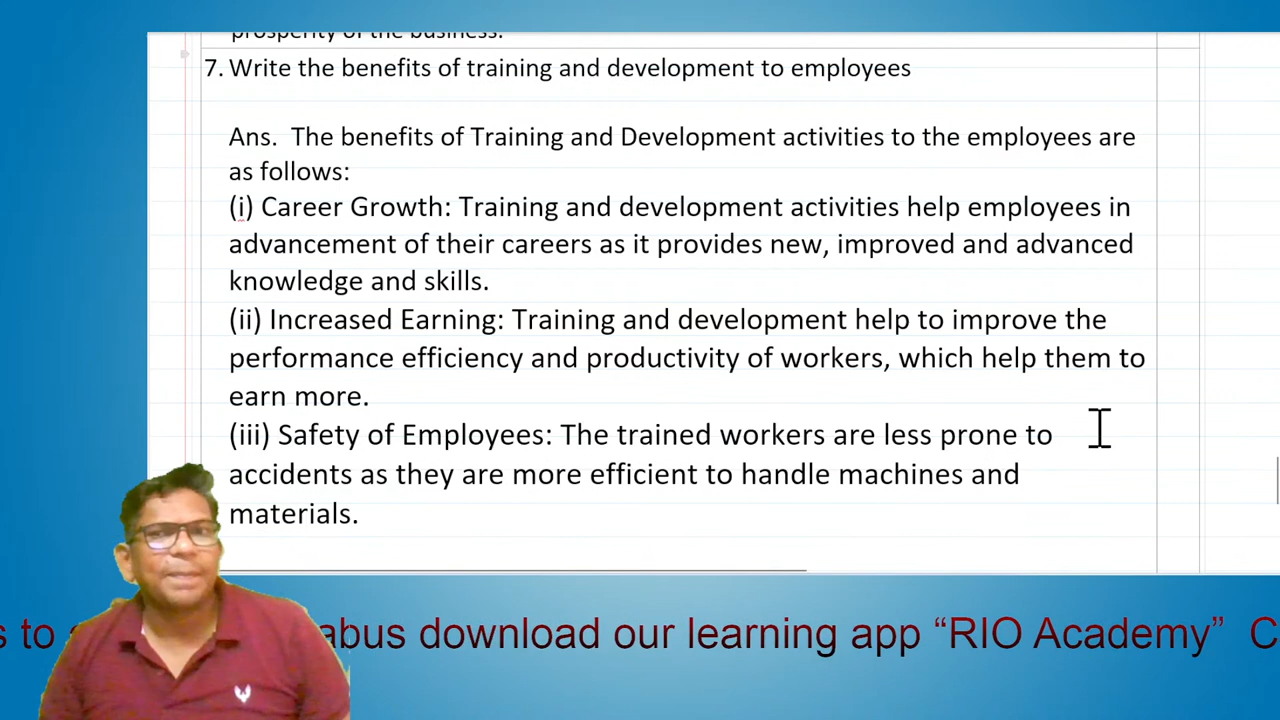 prosperity of the business.
7. Write the benefits of training and development to employees
Ans. The benefits of Training and Development activities to the employees are
as follows:
(i) Career Growth: Training and development activities help employees in
advancement of their careers as it provides new, improved and advanced
knowledge and skills.
(ii) Increased Earning: Training and development help to improve the
performance efficiency and productivity of workers, which help them to
earn more.
(iii) Safety of Employees: The trained workers are less prone to
accidents as they are more efficient to handle machines and
materials.
to download our learning app “RIO Academy”